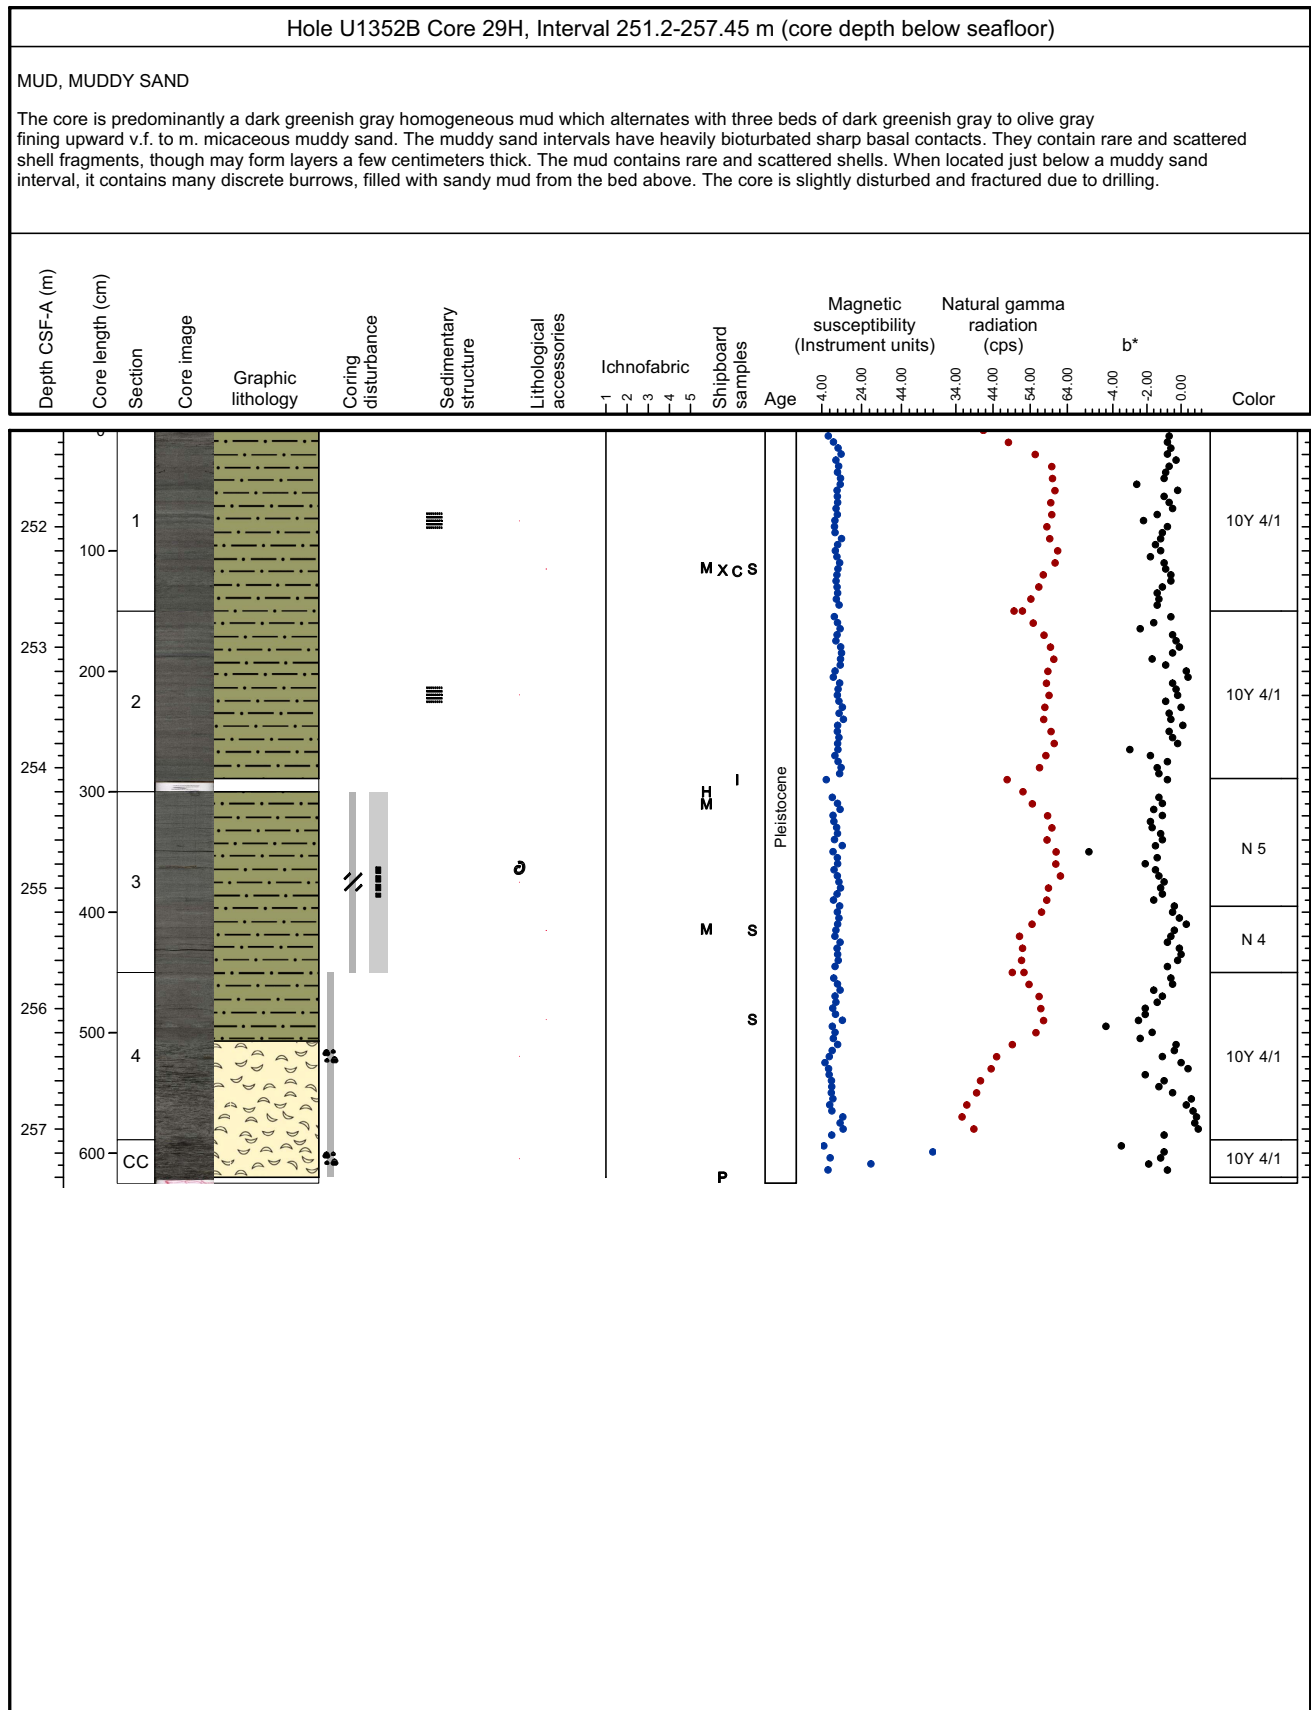 Hole U1352B Core 29H, Interval 251.2-257.45 m (core depth below seafloor)
MUD, MUDDY SAND
The core is predominantly a dark greenish gray homogeneous mud which alternates with three beds of dark greenish gray to olive gray
fining upward v.f. to m. micaceous muddy sand. The muddy sand intervals have heavily bioturbated sharp basal contacts. They contain rare and scattered
shell fragments, though may form layers a few centimeters thick. The mud contains rare and scattered shells. When located just below a muddy sand
interval, it contains many discrete burrows, filled with sandy mud from the bed above. The core is slightly disturbed and fractured due to drilling.
Depth CSF-A (m)
Core length (cm)
Section
Core image
Graphic
lithology
Coring
disturbance
Sedimentary
structure
Lithological
accessories
Ichnofabric
1 2 3 4 5
Shipboard
samples
Age
Magnetic
susceptibility
(Instrument units)
4.00 24.00 44.00
Natural gamma
radiation
(cps)
34.00 44.00 54.00 64.00
b*
-4.00 -2.00 0.00
Color
0
1
10Y 4/1
252
100
M X C S
253
200
2
10Y 4/1
254
I
300
H
M
Pleistocene
3
N 5
255
400
M S
N 4
256
S
500
4
10Y 4/1
257
600
CC
10Y 4/1
P